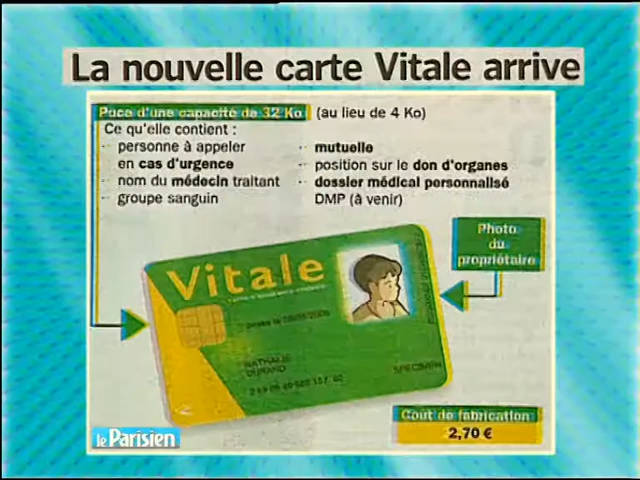 La nouvelle carte Vitale arrive
Puce d'une capacité de 32 Ko (au lieu de 4 Ko)
Ce qu'elle contient :
personne à appeler
en cas d'urgence
nom du médecin traitant
groupe sanguin
mutuelle
position sur le don d'organes
dossier médical personnalisé
DMP (à venir)
Photo
du
propriétaire
Vitale
NATHALIE
DURAND
SPECIMEN
Coût de fabrication
2,70 €
le Parisien